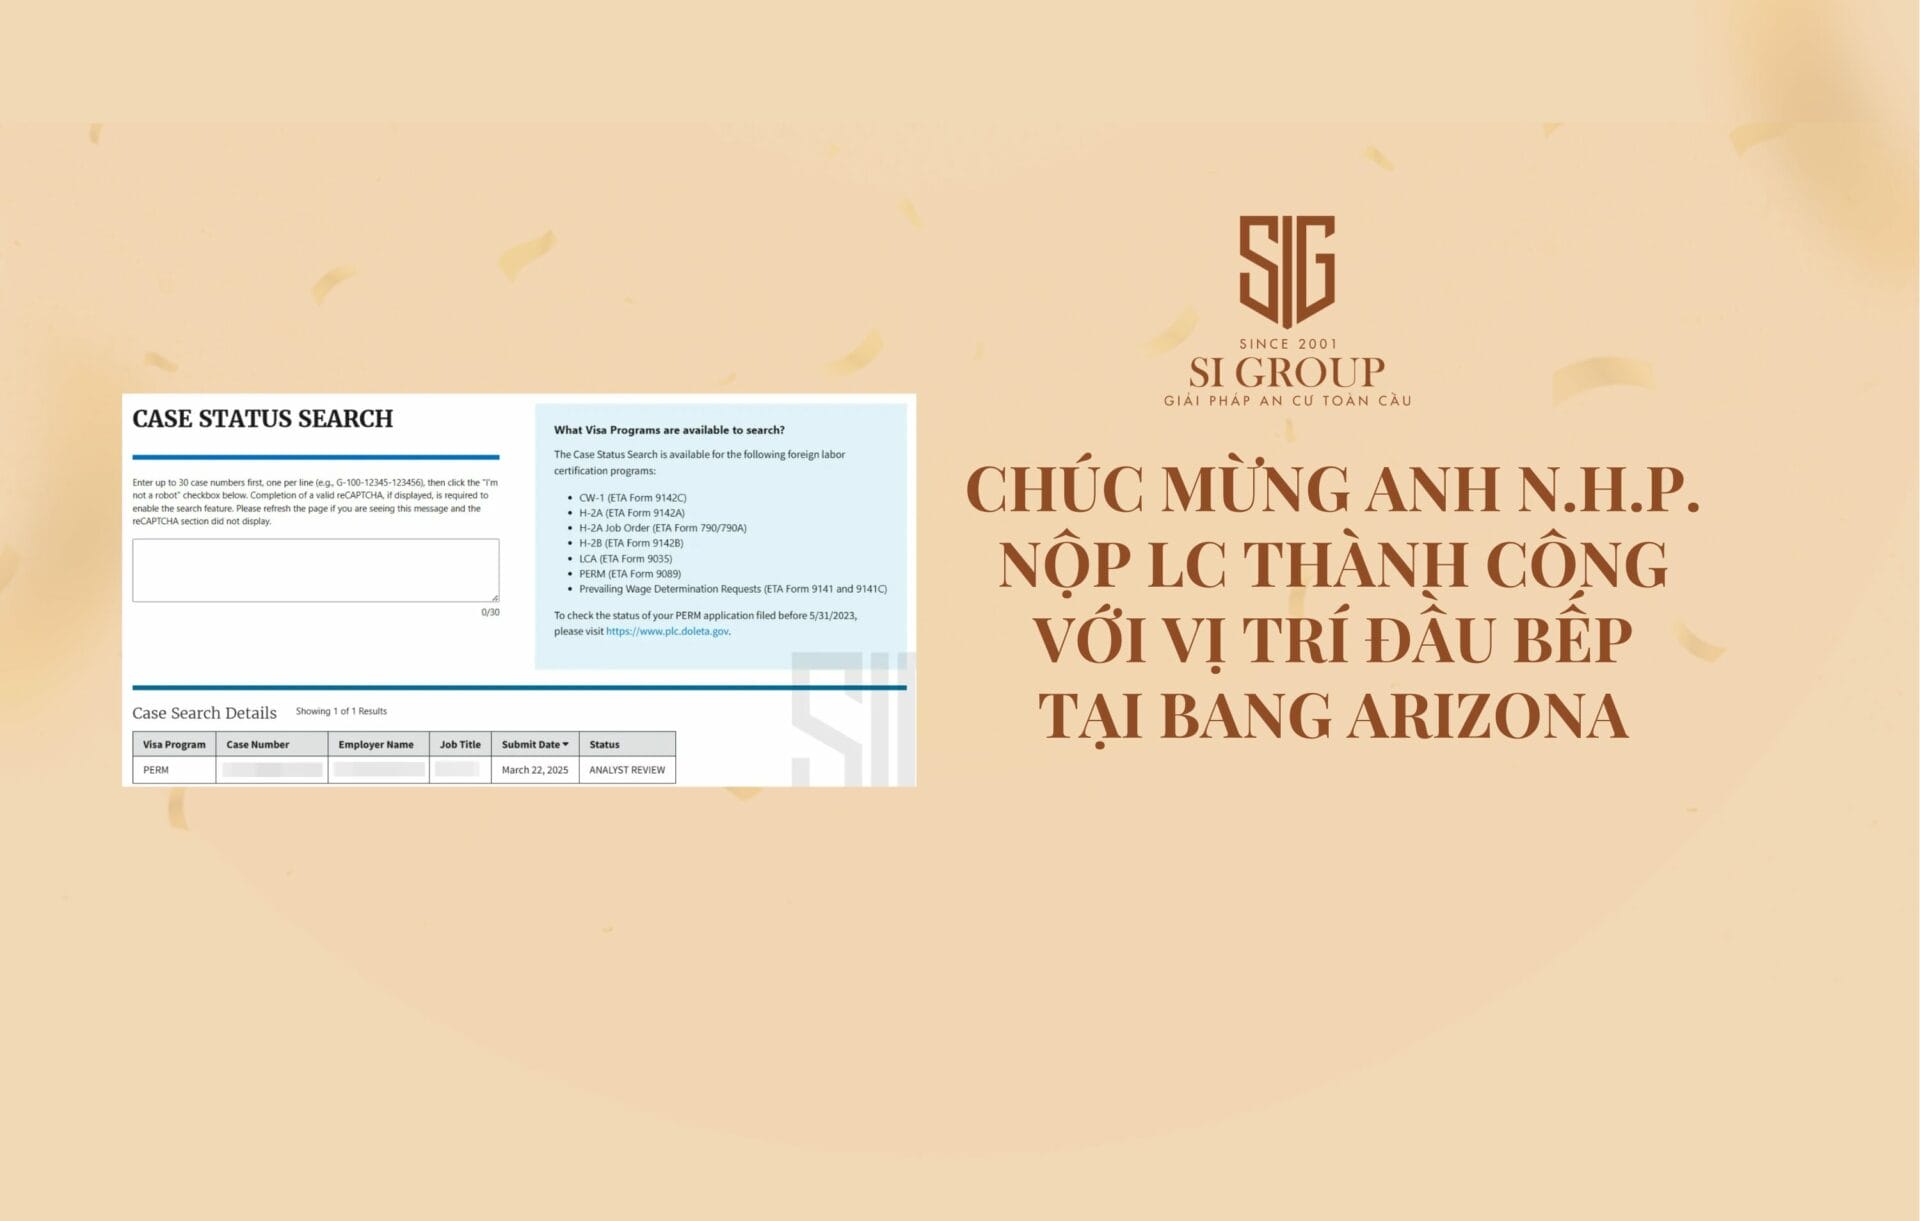 CASE STATUS SEARCH
Enter up to 30 case numbers first, one per line (e.g., G-100-12345-123456), then click the "I'm
not a robot" checkbox below. Completion of a valid reCAPTCHA, if displayed, is required to
enable the search feature. Please refresh the page if you are seeing this message and the
reCAPTCHA section did not display.
0/30
What Visa Programs are available to search?
The Case Status Search is available for the following foreign labor
certification programs:
• CW-1 (ETA Form 9142C)
• H-2A (ETA Form 9142A)
• H-2A Job Order (ETA Form 790/790A)
• H-2B (ETA Form 9142B)
• LCA (ETA Form 9035)
• PERM (ETA Form 9089)
• Prevailing Wage Determination Requests (ETA Form 9141 and 9141C)
To check the status of your PERM application filed before 5/31/2023,
please visit https://www.plc.doleta.gov.
Case Search Details Showing 1 of 1 Results
Visa Program Case Number Employer Name Job Title Submit Date Status
PERM March 22, 2025 ANALYST REVIEW
SIG
SINCE 2001
SI GROUP
GIẢI PHÁP AN CƯ TOÀN CẦU
CHÚC MỪNG ANH N.H.P.
NỘP LC THÀNH CÔNG
VỚI VỊ TRÍ ĐẦU BẾP
TẠI BANG ARIZONA